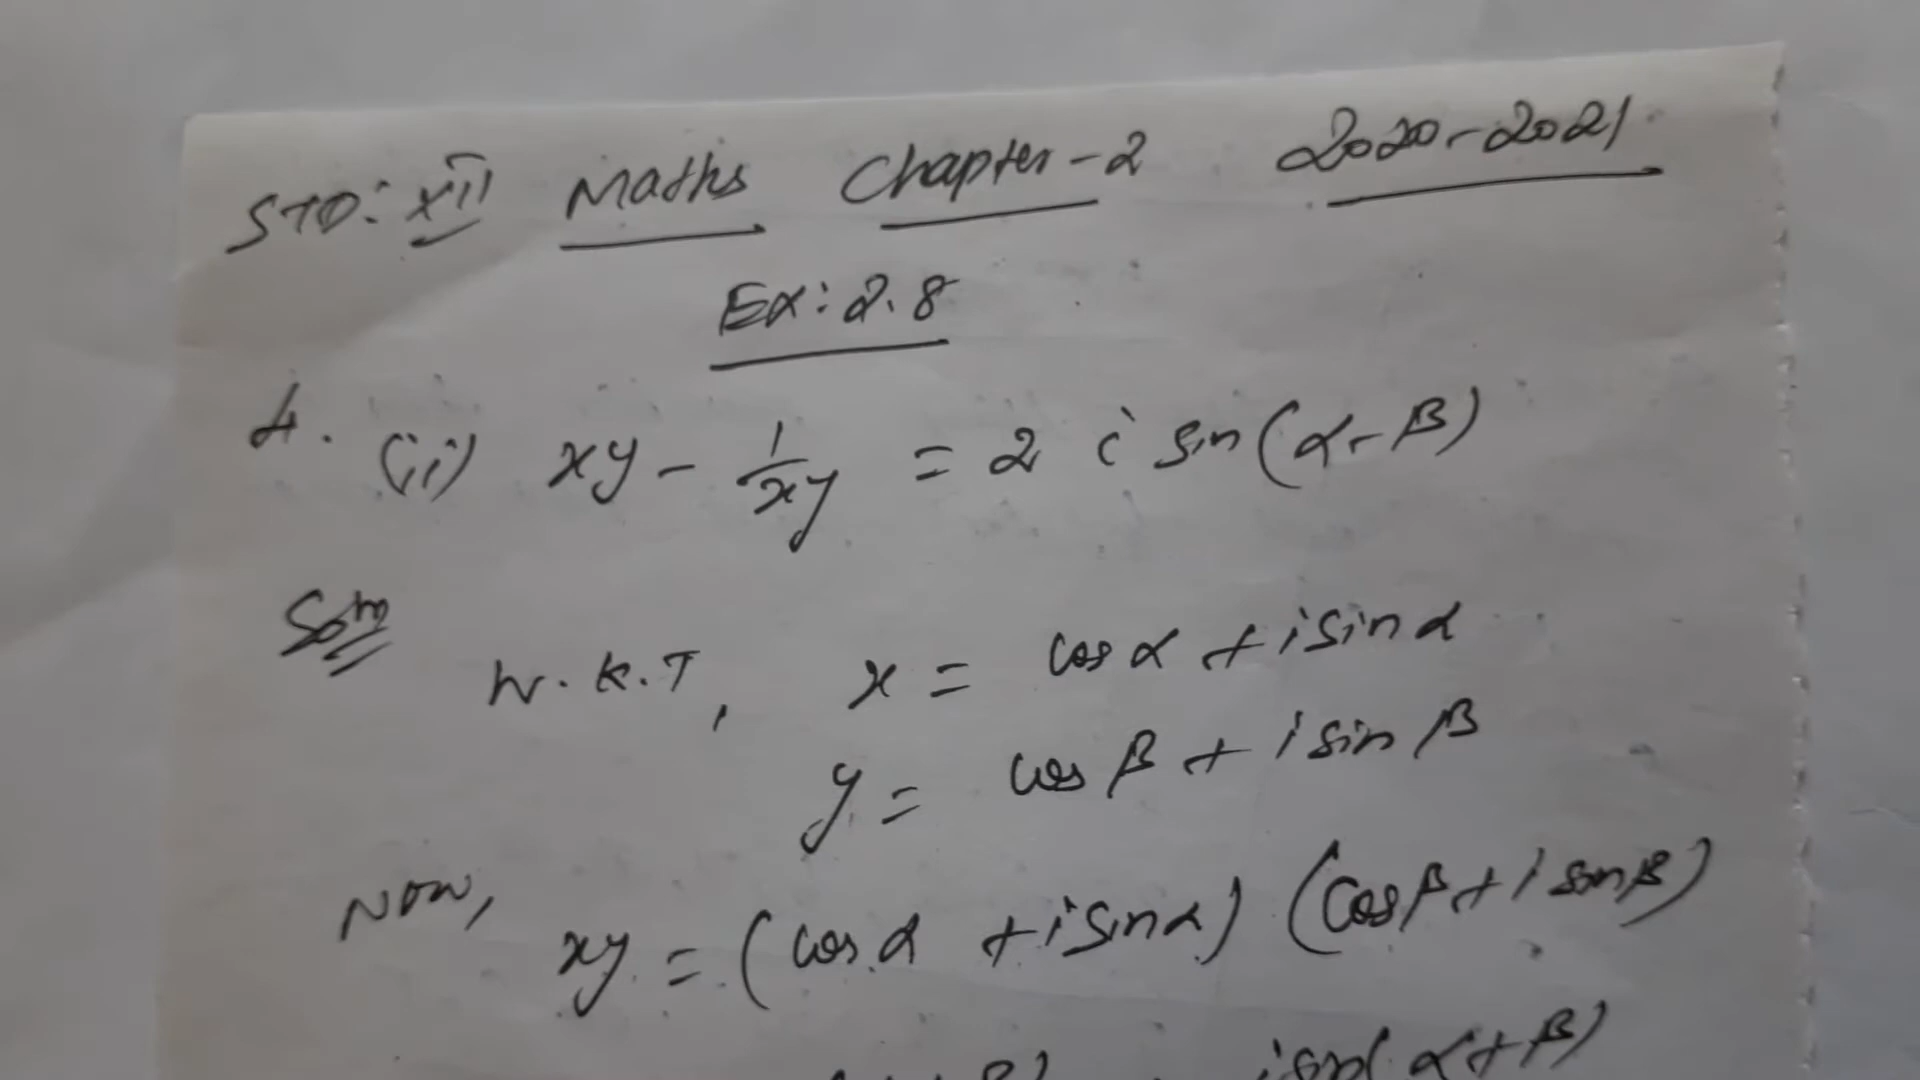 STD: XII Maths Chapter-2 2020-2021
Ex: 2.8
4. (ii) xy - 1/xy = 2 i sin(α-β)
Soln
W.K.T, x = cos α + i sin α
y = cos β + i sin β
Now,
xy = (cos α + i sin α) (cos β + i sin β)
β) i sin(α+β)